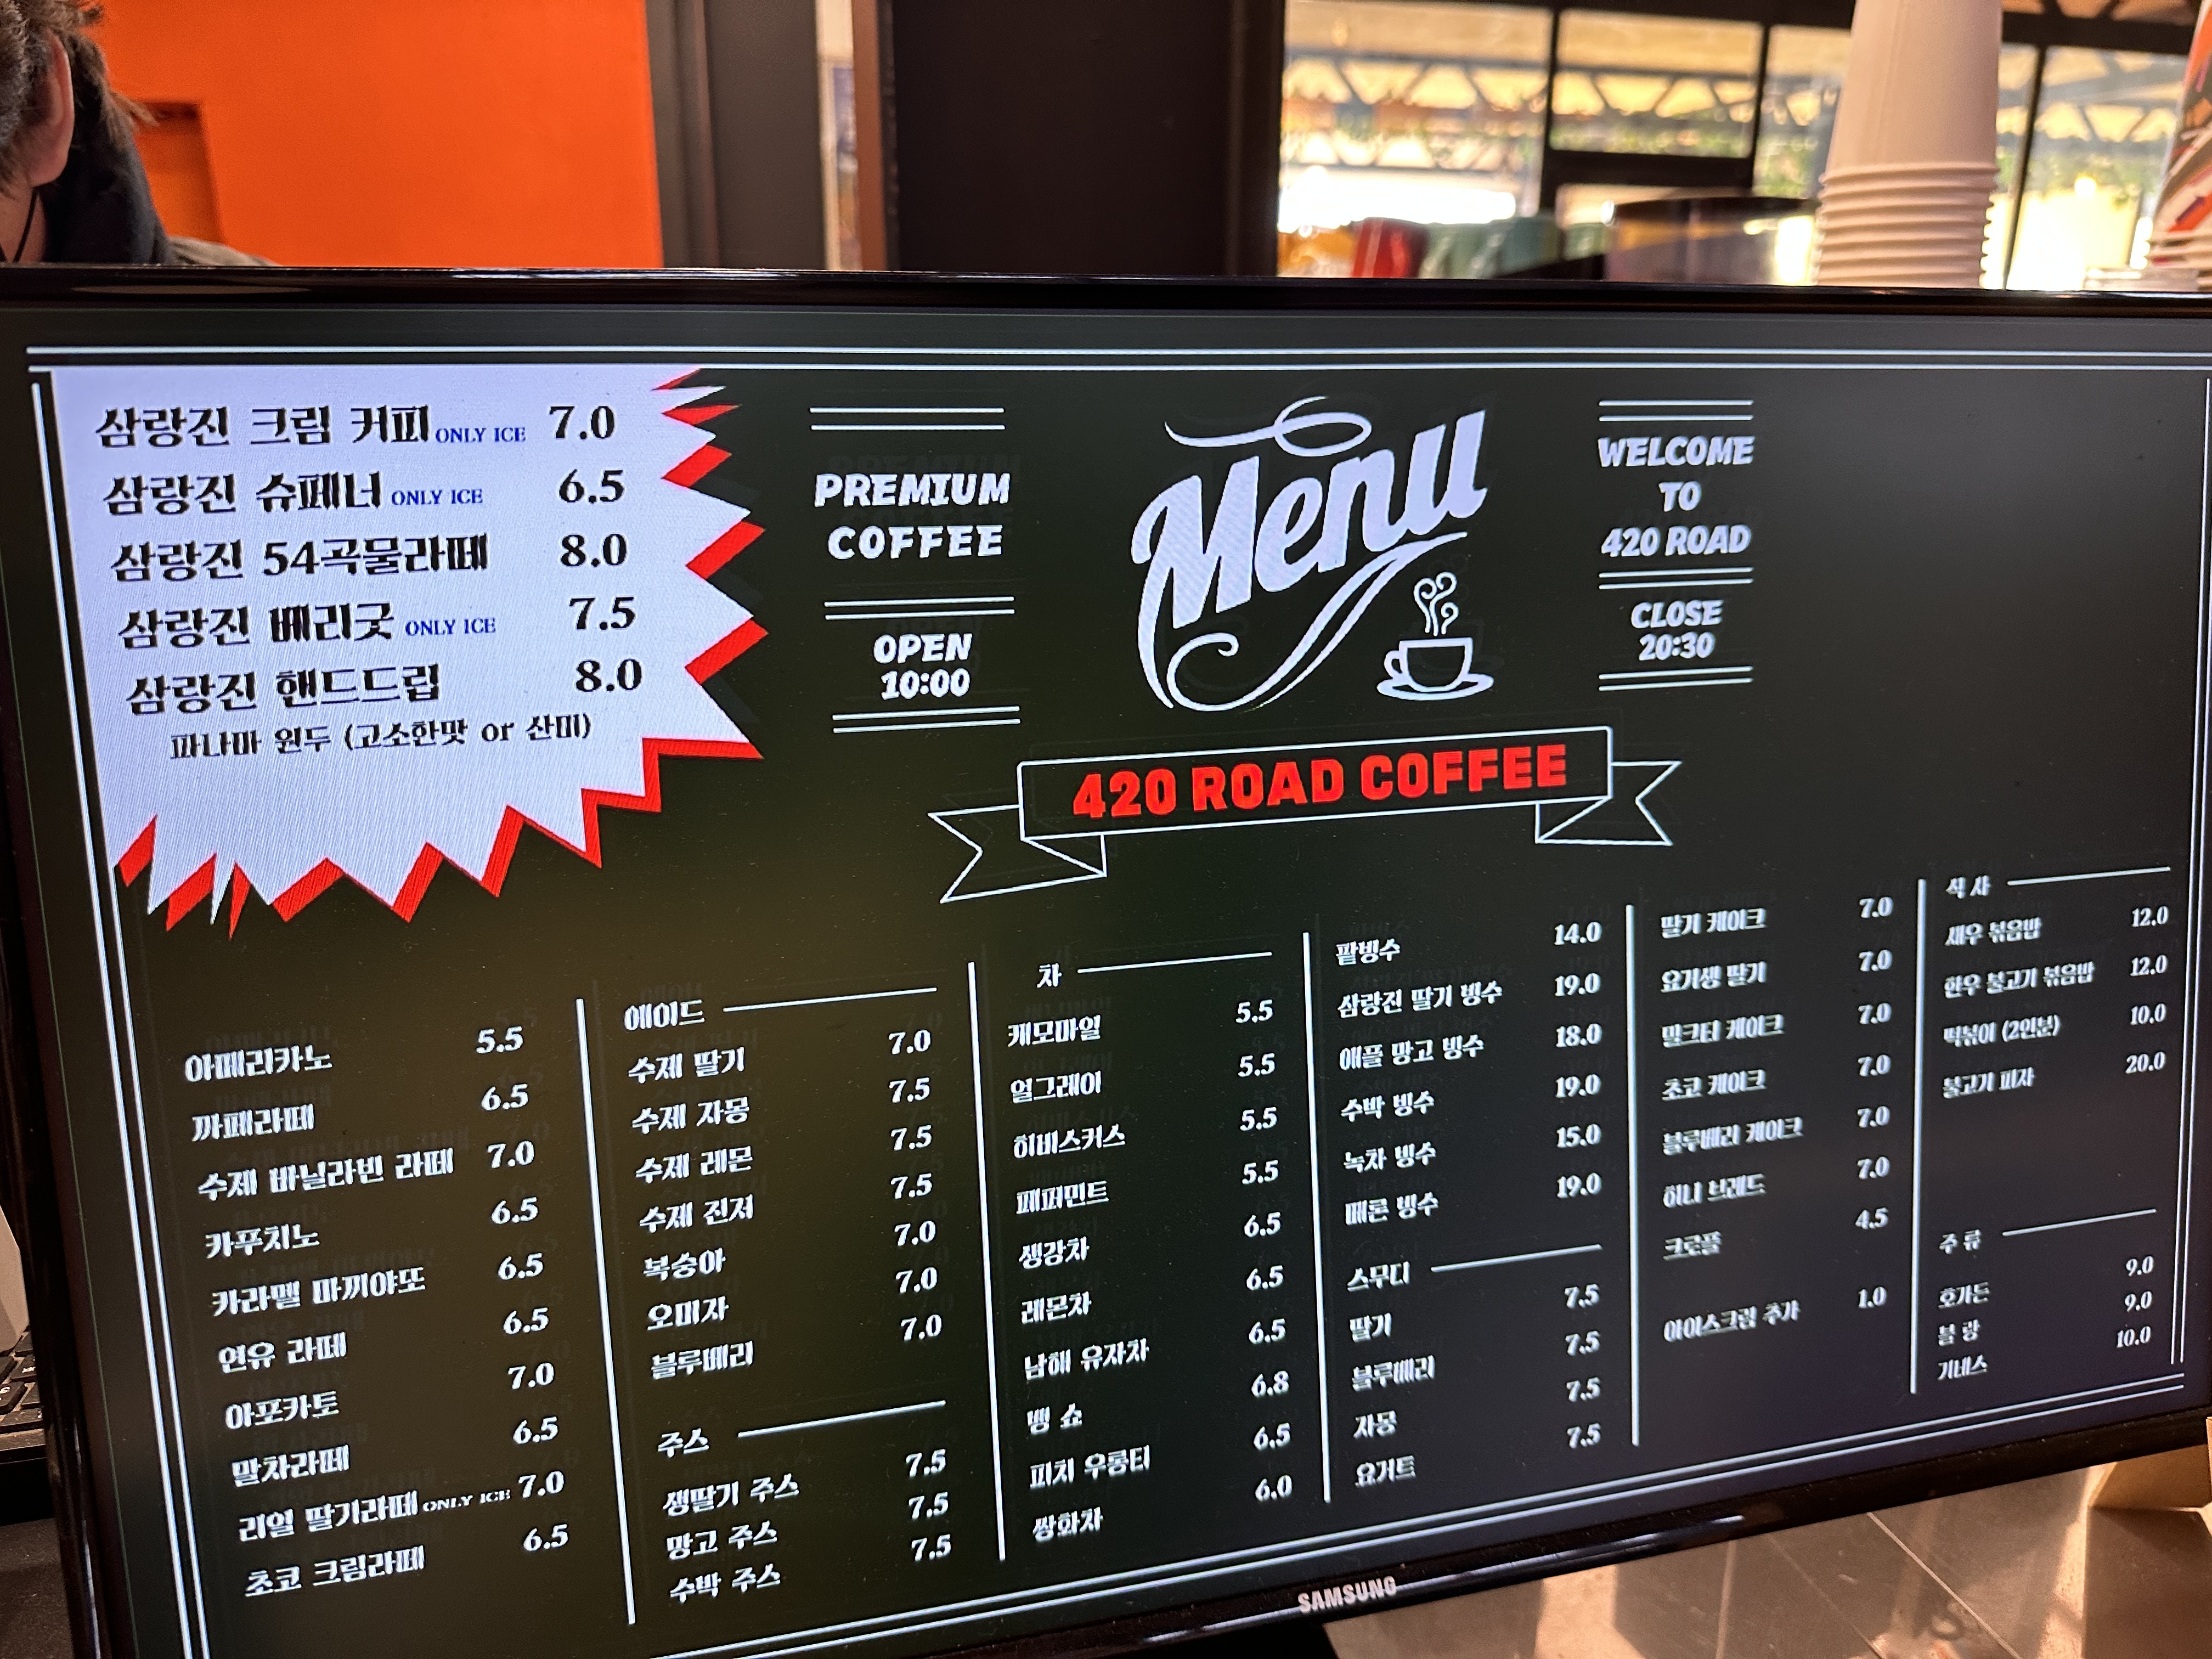 삼랑진 크림 커피 ONLY ICE 7.0
삼랑진 슈페너 ONLY ICE 6.5
삼랑진 54곡물라떼 8.0
삼랑진 베리굿 ONLY ICE 7.5
삼랑진 핸드드립 8.0
파나마 원두 (고소한맛 or 산미)
PREMIUM
COFFEE
OPEN
10:00
Menu
WELCOME
TO
420 ROAD
CLOSE
20:30
420 ROAD COFFEE
아메리카노 5.5
까페라떼 6.5
수제 바닐라빈 라떼 7.0
카푸치노 6.5
카라멜 마끼야또 6.5
연유 라떼 6.5
아포카토 7.0
말차라떼 6.5
리얼 딸기라떼 ONLY ICE 7.0
초코 크림라떼 6.5
에이드
수제 딸기 7.0
수제 자몽 7.5
수제 레몬 7.5
수제 진저 7.5
복숭아 7.0
오미자 7.0
블루베리 7.0
주스
생딸기 주스 7.5
망고 주스 7.5
수박 주스 7.5
차
캐모마일 5.5
얼그레이 5.5
히비스커스 5.5
페퍼민트 5.5
생강차 6.5
레몬차 6.5
남해 유자차 6.5
뱅 쇼 6.8
피치 우롱티 6.5
쌍화차 6.0
팥빙수 14.0
삼랑진 딸기 빙수 19.0
애플 망고 빙수 18.0
수박 빙수 19.0
녹차 빙수 15.0
메론 빙수 19.0
스무디
딸기 7.5
블루베리 7.5
자몽 7.5
요거트 7.5
딸기 케이크 7.0
요기생 딸기 7.0
밀크티 케이크 7.0
초코 케이크 7.0
블루베리 케이크 7.0
허니 브레드 7.0
크로플 4.5
아이스크림 추가 1.0
식 사
새우 볶음밥 12.0
한우 불고기 볶음밥 12.0
떡볶이 (2인분) 10.0
불고기 피자 20.0
주 류
호가든 9.0
블 랑 9.0
기네스 10.0
SAMSUNG